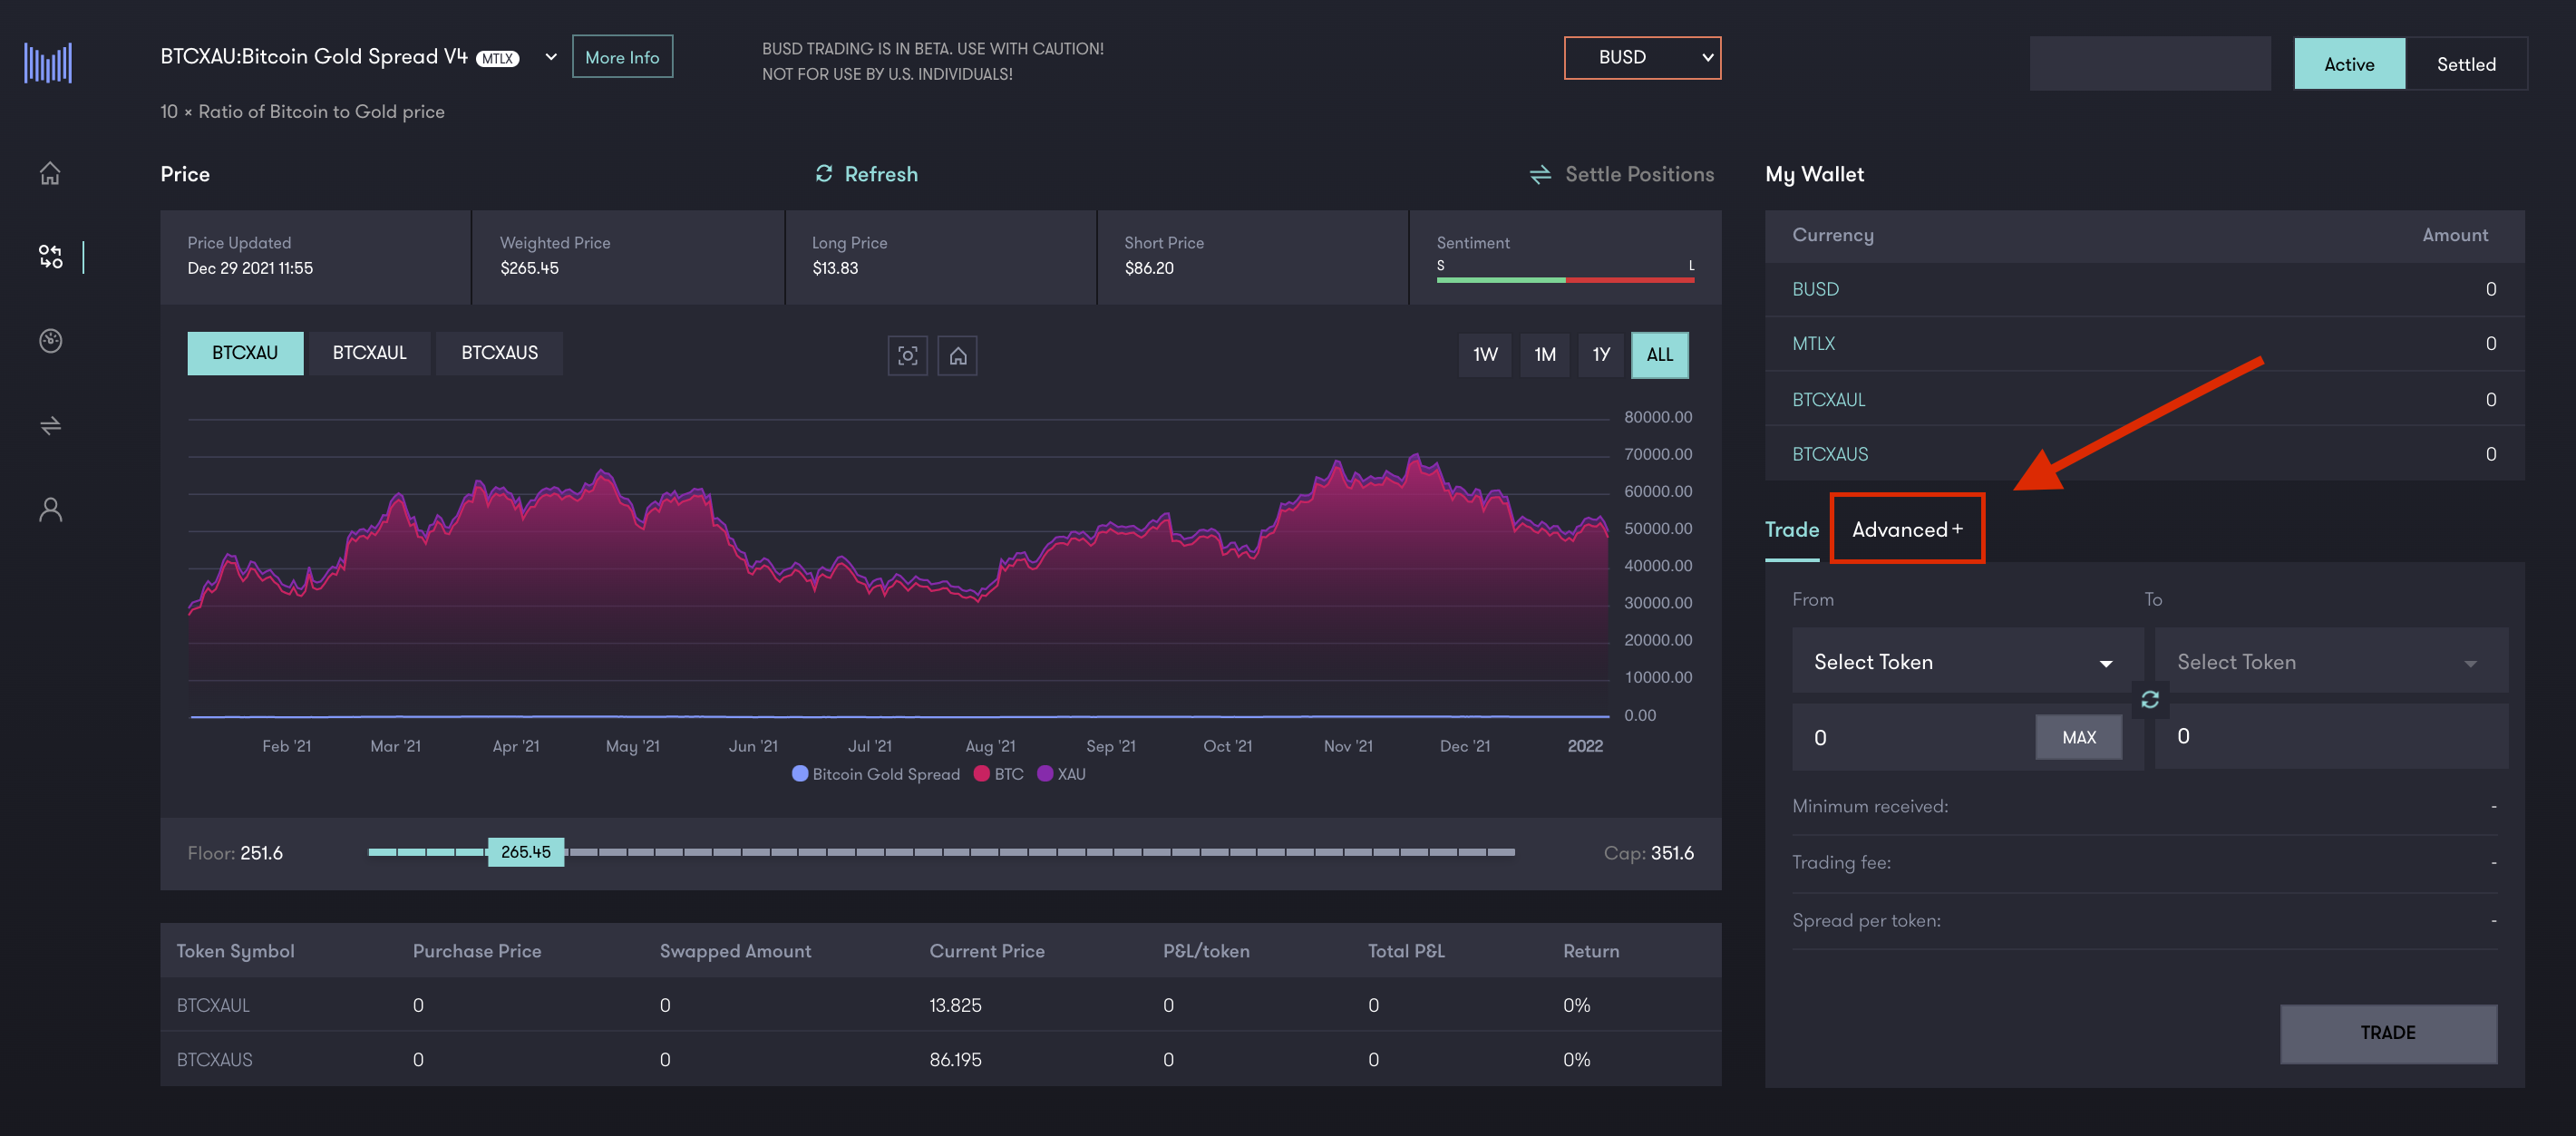 BTCXAU:Bitcoin Gold Spread V4 MTLX
More Info
10 × Ratio of Bitcoin to Gold price
BUSD TRADING IS IN BETA. USE WITH CAUTION!
NOT FOR USE BY U.S. INDIVIDUALS!
BUSD
Active
Settled
Price
Refresh
Settle Positions
Price Updated
Dec 29 2021 11:55
Weighted Price
$265.45
Long Price
$13.83
Short Price
$86.20
Sentiment
S L
BTCXAU BTCXAUL BTCXAUS
1W 1M 1Y ALL
80000.00
70000.00
60000.00
50000.00
40000.00
30000.00
20000.00
10000.00
0.00
Feb '21 Mar '21 Apr '21 May '21 Jun '21 Jul '21 Aug '21 Sep '21 Oct '21 Nov '21 Dec '21 2022
Bitcoin Gold Spread BTC XAU
Floor: 251.6 265.45 Cap: 351.6
Token Symbol Purchase Price Swapped Amount Current Price P&L/token Total P&L Return
BTCXAUL 0 0 13.825 0 0 0%
BTCXAUS 0 0 86.195 0 0 0%
My Wallet
Currency Amount
BUSD 0
MTLX 0
BTCXAUL 0
BTCXAUS 0
Trade Advanced+
From To
Select Token Select Token
0 MAX 0
Minimum received: -
Trading fee: -
Spread per token: -
TRADE